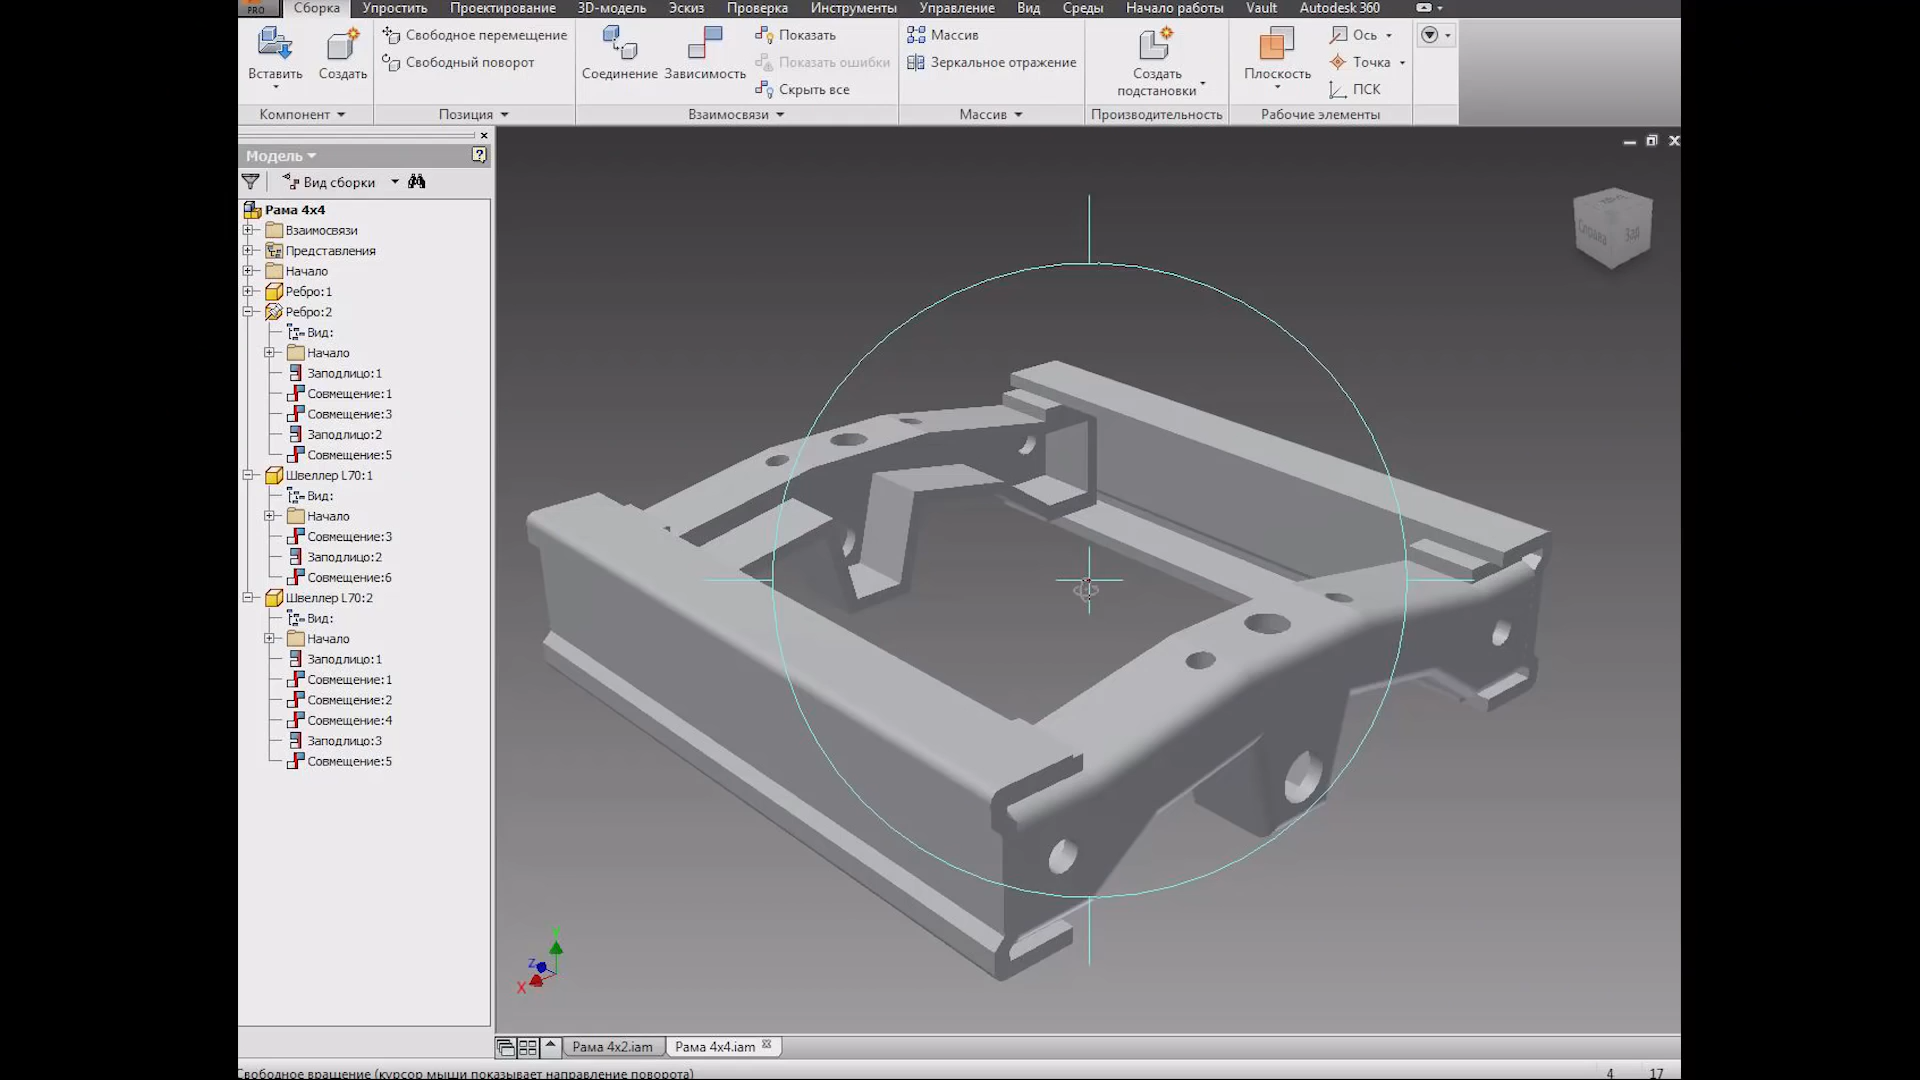 PRO
Сборка Упростить Проектирование 3D-модель Эскиз Проверка Инструменты Управление Вид Среды Начало работы Vault Autodesk 360
Вставить
Создать
Свободное перемещение
Свободный поворот
Соединение
Зависимость
Показать
Показать ошибки
Скрыть все
Массив
Зеркальное отражение
Создать
подстановки
Плоскость
Ось
Точка
ПСК
Компонент Позиция Взаимосвязи Массив Производительность Рабочие элементы
Модель
Вид сборки
Рама 4x4
Взаимосвязи
Представления
Начало
Ребро:1
Ребро:2
Вид:
Начало
Заподлицо:1
Совмещение:1
Совмещение:3
Заподлицо:2
Совмещение:5
Швеллер L70:1
Вид:
Начало
Совмещение:3
Заподлицо:2
Совмещение:6
Швеллер L70:2
Вид:
Начало
Заподлицо:1
Совмещение:1
Совмещение:2
Совмещение:4
Заподлицо:3
Совмещение:5
Справа
Зад
Y
Z
X
Рама 4x2.iam Рама 4x4.iam
Свободное вращение (курсор мыши показывает направление поворота) 4 17